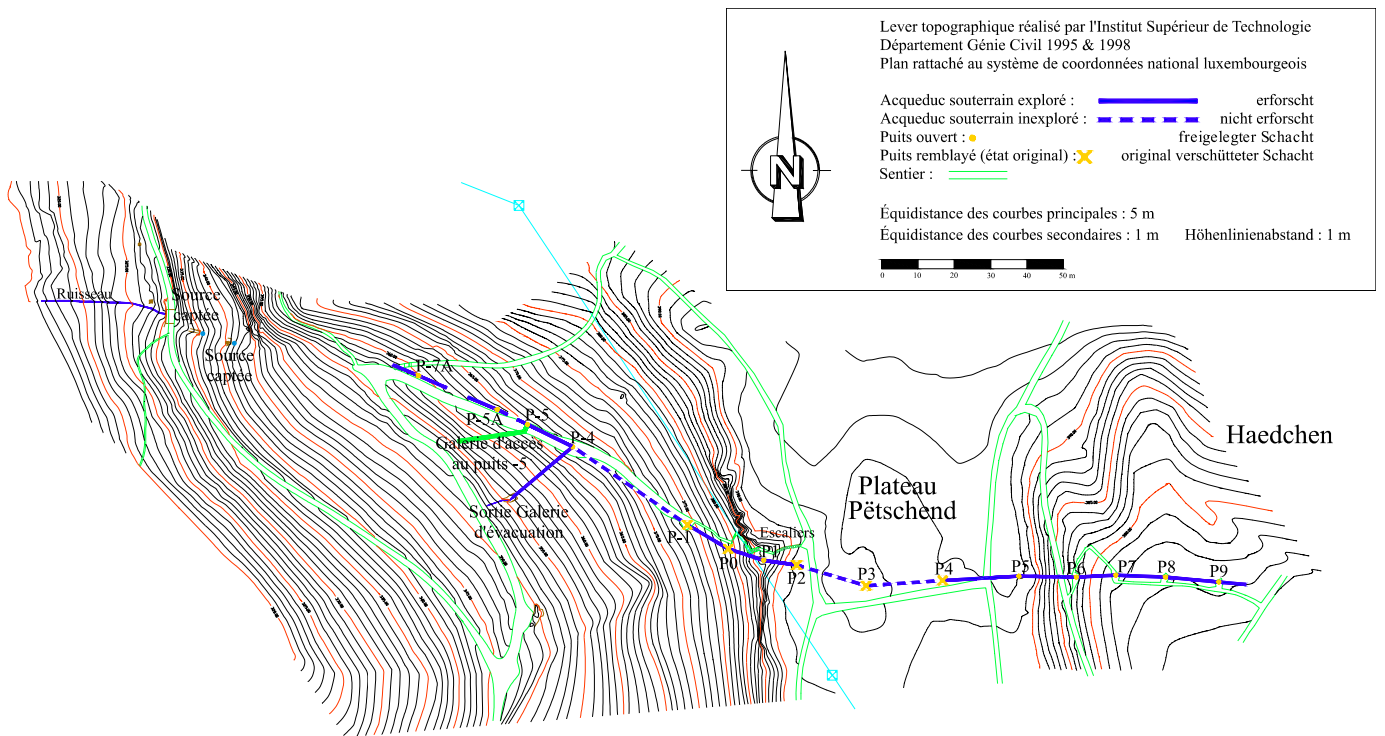 Lever topographique réalisé par l'Institut Supérieur de Technologie
Département Génie Civil 1995 & 1998
Plan rattaché au système de coordonnées national luxembourgeois
Acqueduc souterrain exploré : erforscht
Acqueduc souterrain inexploré : nicht erforscht
Puits ouvert : freigelegter Schacht
Puits remblayé (état original) : original verschütteter Schacht
Sentier :
Équidistance des courbes principales : 5 m
Équidistance des courbes secondaires : 1 m Höhenlinienabstand : 1 m
0 10 20 30 40 50 m
N
Ruisseau
Source
captée
Source
captée
P-7A
P-5A
P-5
P-4
Galerie d'accès
au puits -5
Sortie Galerie
d'évacuation
P-1
P0
P1
Escaliers
P2
Plateau
Pëtschend
P3
P4
P5
P6
P7
P8
P9
Haedchen